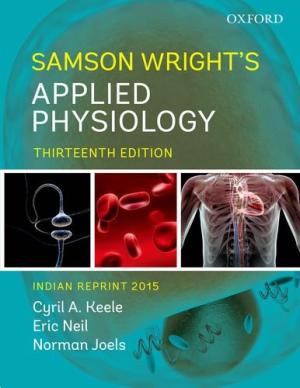 OXFORD
SAMSON WRIGHT'S
APPLIED
PHYSIOLOGY
THIRTEENTH EDITION
INDIAN REPRINT 2015
Cyril A. Keele
Eric Neil
Norman Joels